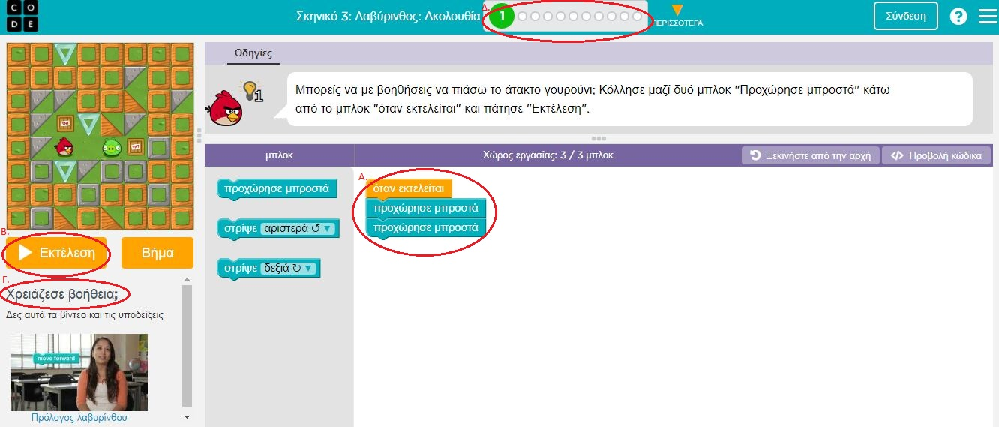 C O
D E
Σκηνικό 3: Λαβύρινθος: Ακολουθία
Δ.
1
ΠΕΡΙΣΣΟΤΕΡΑ
Σύνδεση
?
Οδηγίες
1
Μπορείς να με βοηθήσεις να πιάσω το άτακτο γουρούνι; Κόλλησε μαζί δυό μπλοκ "Προχώρησε μπροστά" κάτω
από το μπλοκ "όταν εκτελείται" και πάτησε "Εκτέλεση".
TNT
TNT
μπλοκ
Χώρος εργασίας: 3 / 3 μπλοκ
Ξεκινήστε από την αρχή
Προβολή κώδικα
προχώρησε μπροστά
στρίψε αριστερά ↺ ▼
στρίψε δεξιά ↻ ▼
Α.
όταν εκτελείται
προχώρησε μπροστά
προχώρησε μπροστά
Β.
Εκτέλεση
Βήμα
Γ.
Χρειάζεσε βοήθεια;
Δες αυτά τα βίντεο και τις υποδείξεις
move forward
Πρόλογος λαβυρίνθου